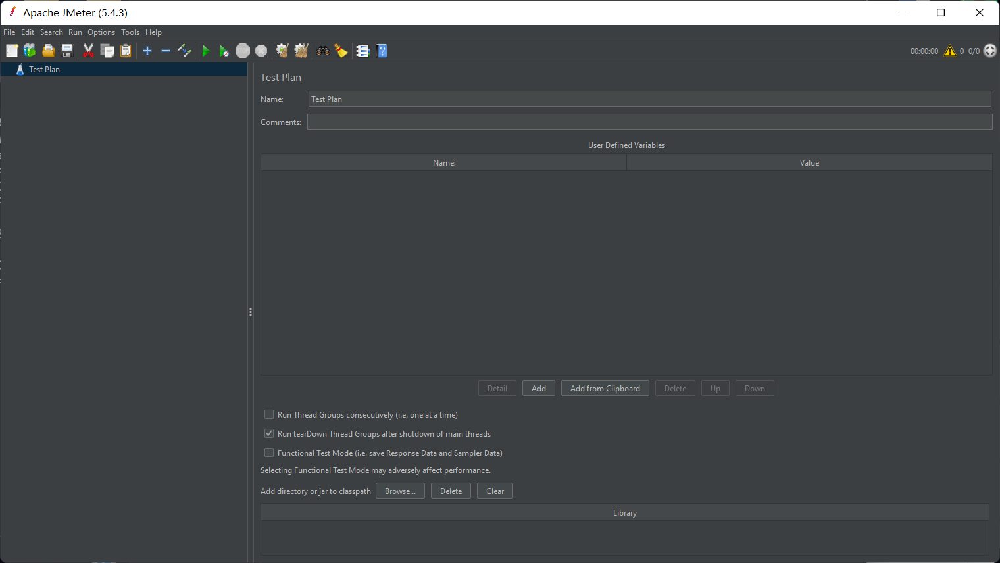 Apache JMeter (5.4.3)
File Edit Search Run Options Tools Help
STOP
00:00:00 0 0/0
Test Plan
Test Plan
Name: Test Plan
Comments:
User Defined Variables
Name: Value
Detail Add Add from Clipboard Delete Up Down
Run Thread Groups consecutively (i.e. one at a time)
Run tearDown Thread Groups after shutdown of main threads
Functional Test Mode (i.e. save Response Data and Sampler Data)
Selecting Functional Test Mode may adversely affect performance.
Add directory or jar to classpath Browse... Delete Clear
Library